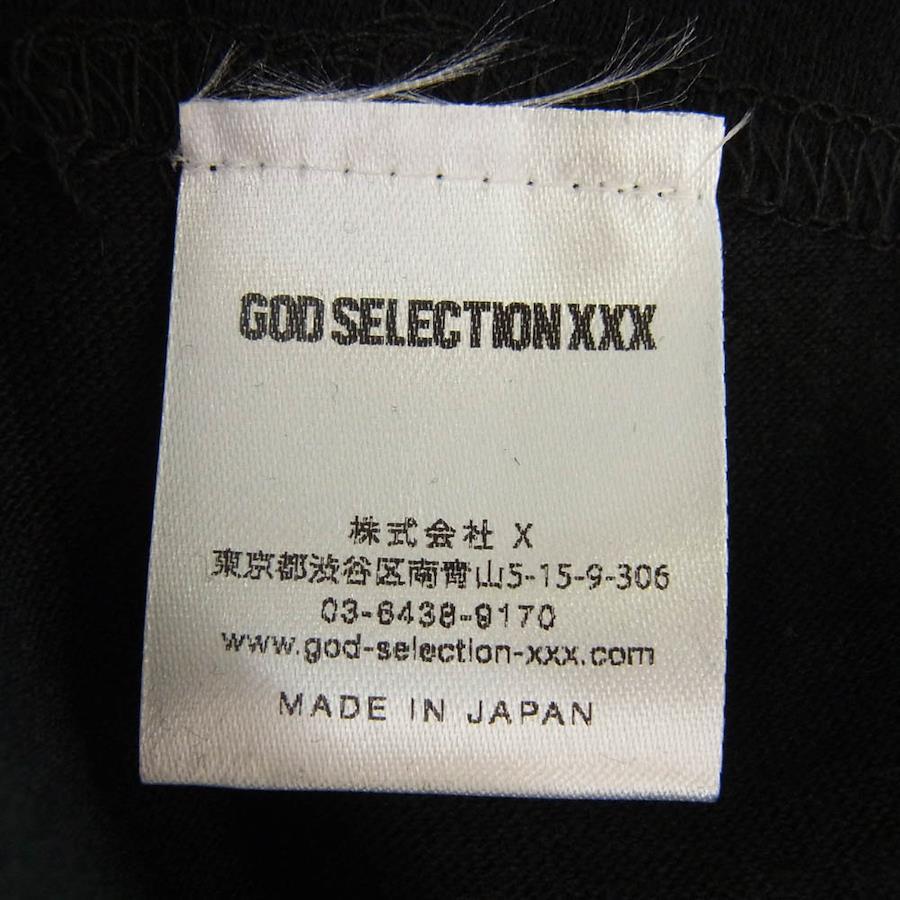 GOD SELECTION XXX
株式会社 X
東京都渋谷区南青山5-15-9-306
03-6438-9170
www.god-selection-xxx.com
MADE IN JAPAN